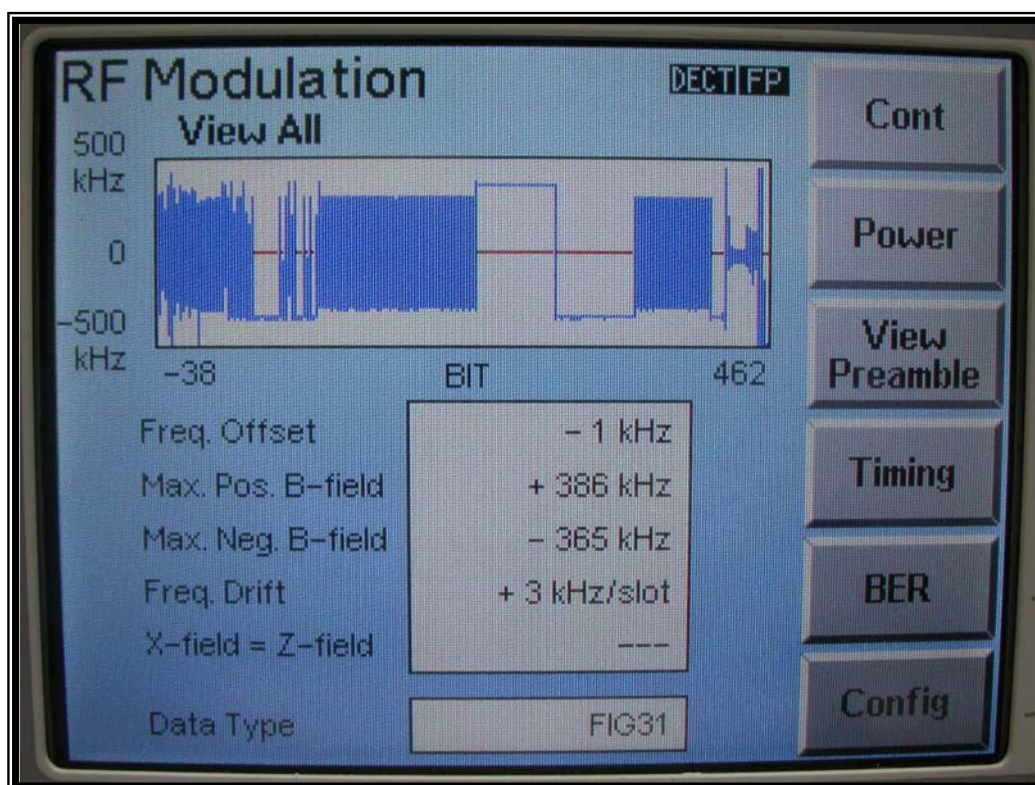 RF Modulation
DECT FP
View All
500
kHz
0
-500
kHz
-38
BIT
462
Freq. Offset
- 1 kHz
Max. Pos. B-field
+ 386 kHz
Max. Neg. B-field
- 365 kHz
Freq. Drift
+ 3 kHz/slot
X-field = Z-field
---
Data Type
FIG31
Cont
Power
View
Preamble
Timing
BER
Config